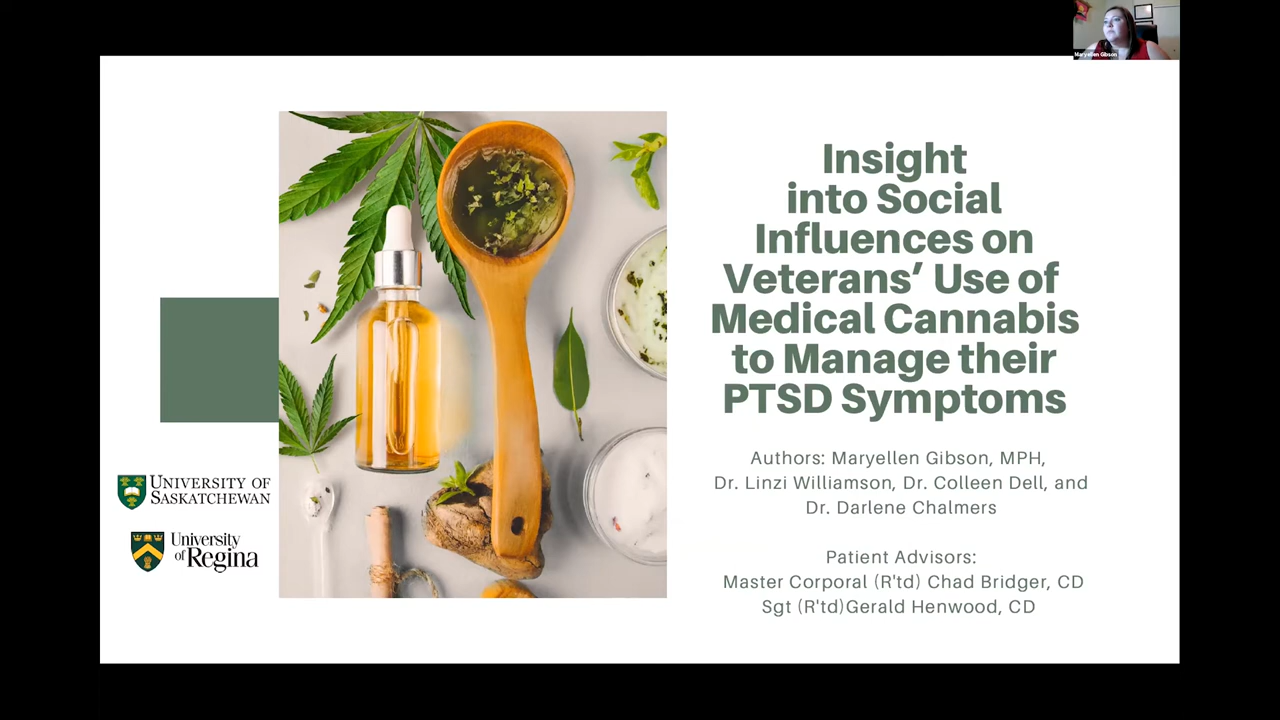 Maryellen Gibson
Insight
into Social
Influences on
Veterans’ Use of
Medical Cannabis
to Manage their
PTSD Symptoms
Authors: Maryellen Gibson, MPH,
Dr. Linzi Williamson, Dr. Colleen Dell, and
Dr. Darlene Chalmers
Patient Advisors:
Master Corporal (R'td) Chad Bridger, CD
Sgt (R'td)Gerald Henwood, CD
UNIVERSITY OF
SASKATCHEWAN
University
of Regina